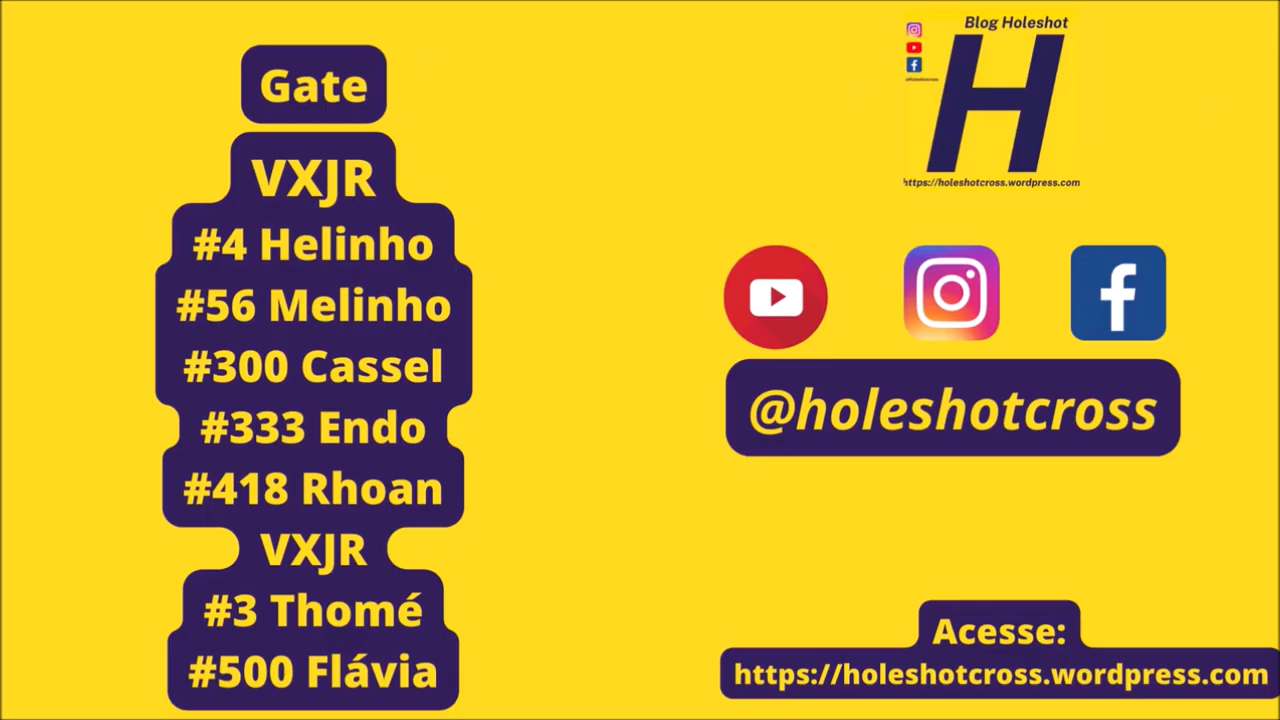 Gate
VXJR
#4 Helinho
#56 Melinho
#300 Cassel
#333 Endo
#418 Rhoan
VXJR
#3 Thomé
#500 Flávia
Blog Holeshot
H
@holeshotcross
https://holeshotcross.wordpress.com
@holeshotcross
Acesse:
https://holeshotcross.wordpress.com